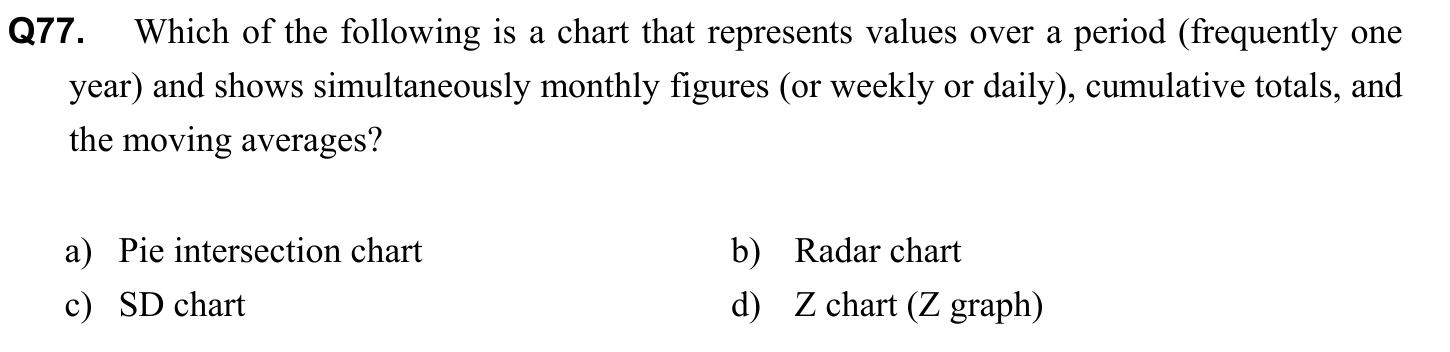 Q77. Which of the following is a chart that represents values over a period (frequently one
year) and shows simultaneously monthly figures (or weekly or daily), cumulative totals, and
the moving averages?
a) Pie intersection chart b) Radar chart
c) SD chart d) Z chart (Z graph)